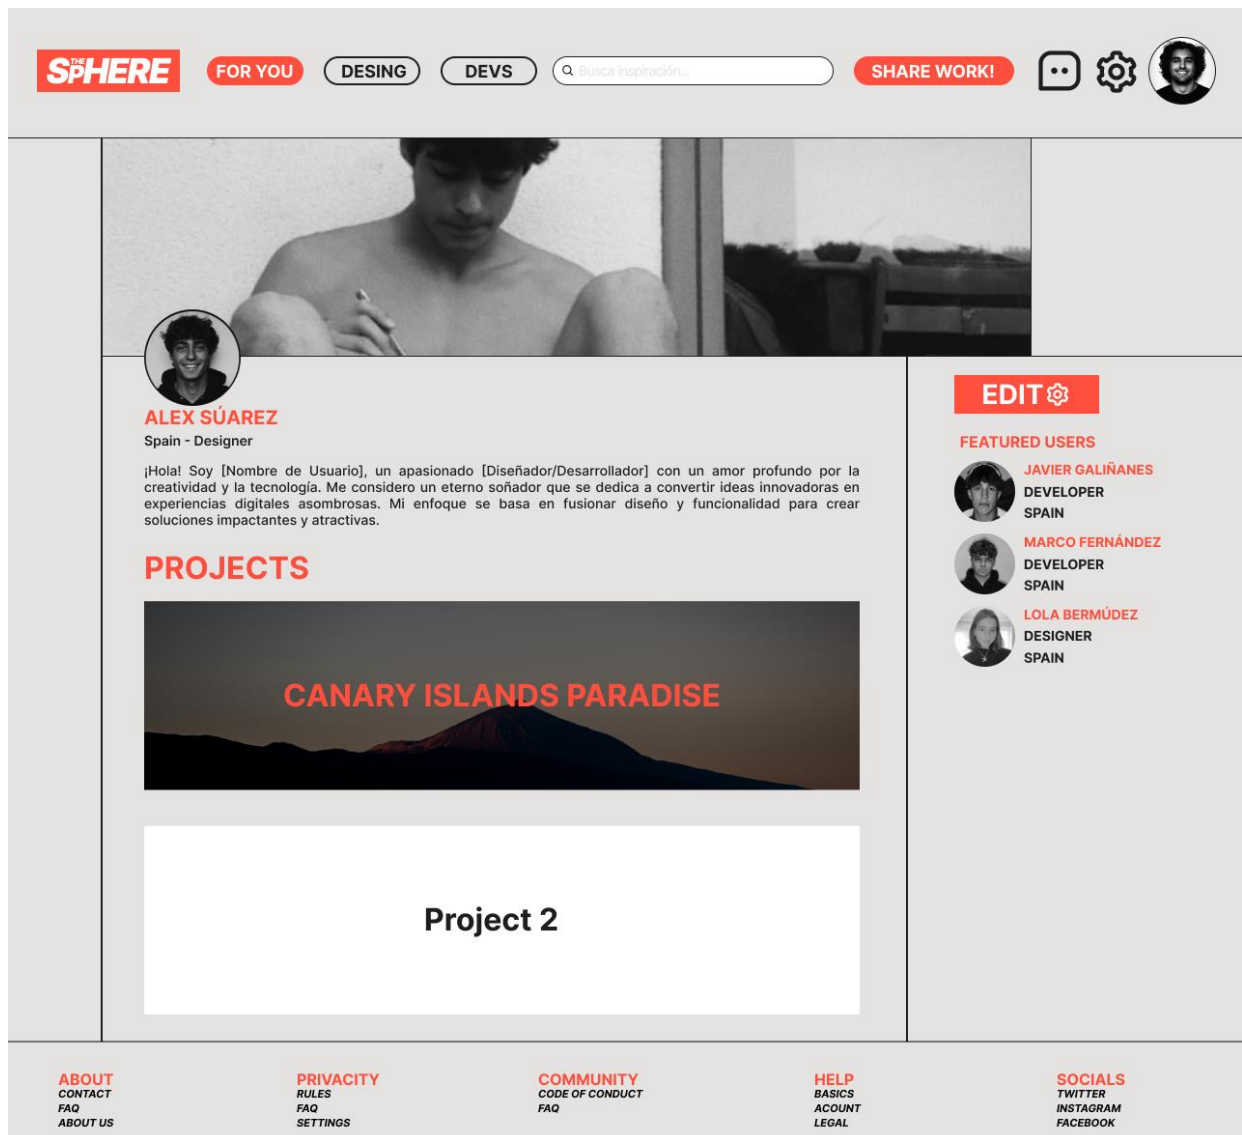 THE SPHERE
FOR YOU
DESING
DEVS
Busca inspiración...
SHARE WORK!
ALEX SÚAREZ
Spain - Designer
¡Hola! Soy [Nombre de Usuario], un apasionado [Diseñador/Desarrollador] con un amor profundo por la
creatividad y la tecnología. Me considero un eterno soñador que se dedica a convertir ideas innovadoras en
experiencias digitales asombrosas. Mi enfoque se basa en fusionar diseño y funcionalidad para crear
soluciones impactantes y atractivas.
PROJECTS
CANARY ISLANDS PARADISE
Project 2
EDIT
FEATURED USERS
JAVIER GALIÑANES
DEVELOPER
SPAIN
MARCO FERNÁNDEZ
DEVELOPER
SPAIN
LOLA BERMÚDEZ
DESIGNER
SPAIN
ABOUT
CONTACT
FAQ
ABOUT US
PRIVACITY
RULES
FAQ
SETTINGS
COMMUNITY
CODE OF CONDUCT
FAQ
HELP
BASICS
ACOUNT
LEGAL
SOCIALS
TWITTER
INSTAGRAM
FACEBOOK